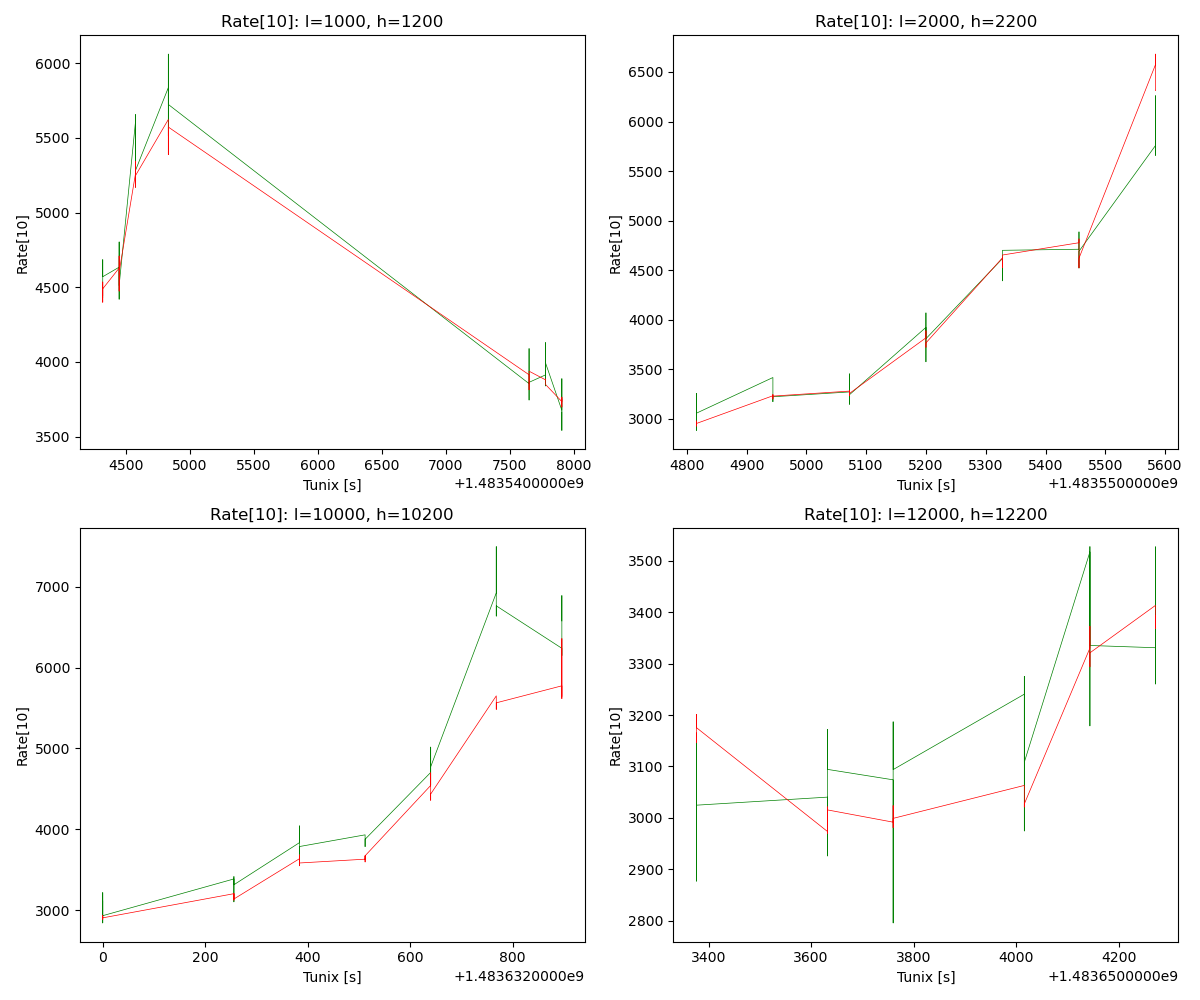 Rate[10]: l=1000, h=1200
Rate[10]
6000
5500
5000
4500
4000
3500
4500 5000 5500 6000 6500 7000 7500 8000
Tunix [s]
+1.4835400000e9
Rate[10]: l=2000, h=2200
Rate[10]
6500
6000
5500
5000
4500
4000
3500
3000
4800 4900 5000 5100 5200 5300 5400 5500 5600
Tunix [s]
+1.4835500000e9
Rate[10]: l=10000, h=10200
Rate[10]
7000
6000
5000
4000
3000
0 200 400 600 800
Tunix [s]
+1.4836320000e9
Rate[10]: l=12000, h=12200
Rate[10]
3500
3400
3300
3200
3100
3000
2900
2800
3400 3600 3800 4000 4200
Tunix [s]
+1.4836500000e9